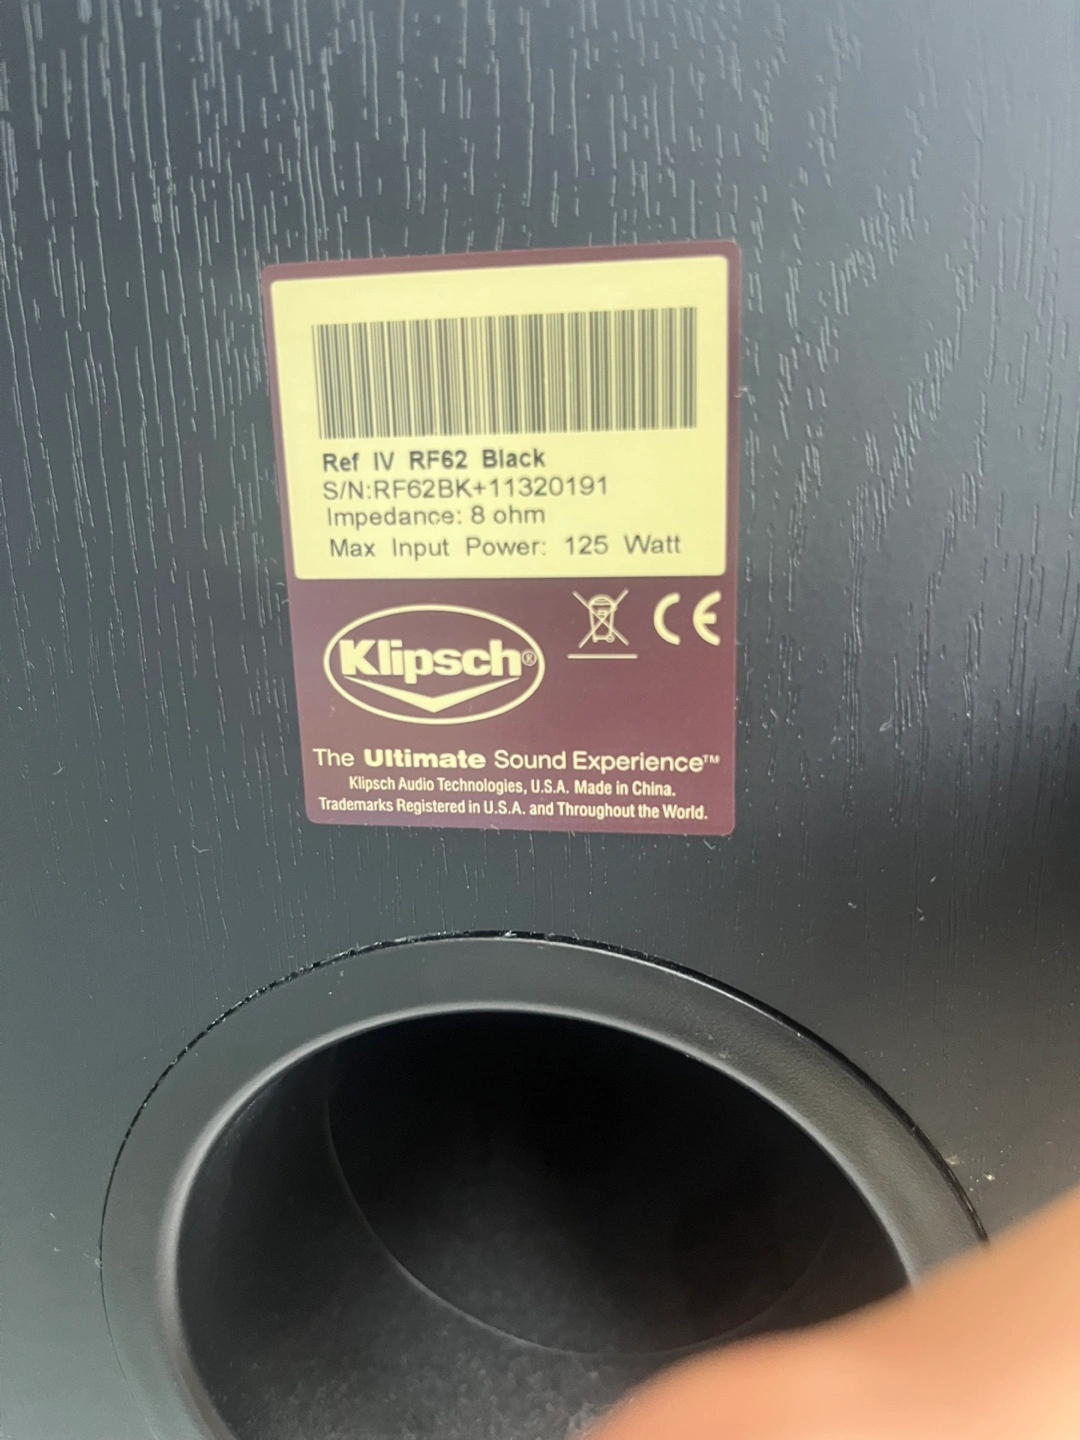 Ref IV RF62 Black
S/N:RF62BK+11320191
Impedance: 8 ohm
Max Input Power: 125 Watt
CE
Klipsch®
The Ultimate Sound Experience™
Klipsch Audio Technologies, U.S.A. Made in China.
Trademarks Registered in U.S.A. and Throughout the World.